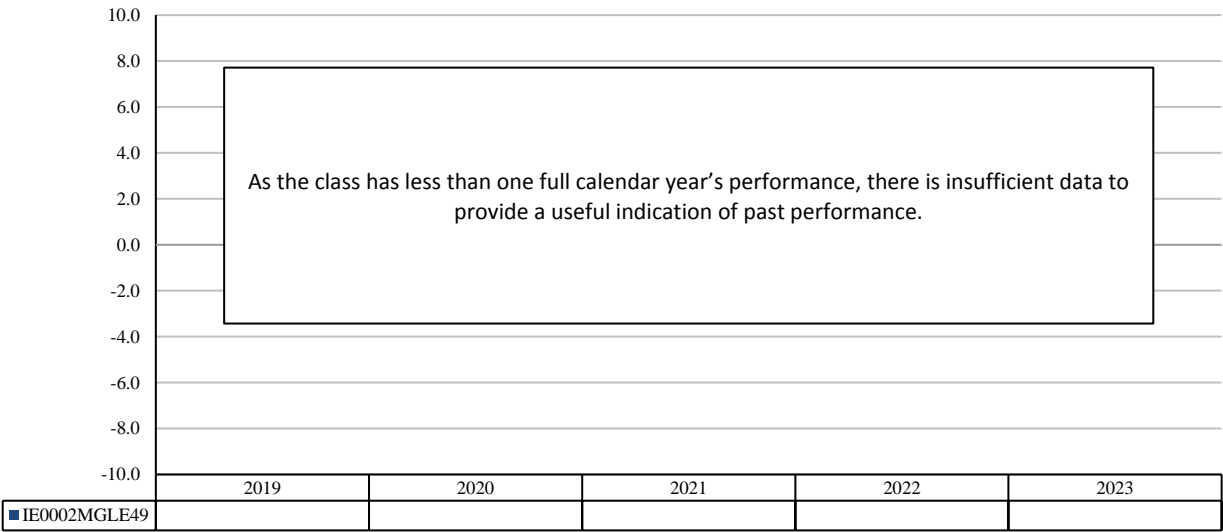 10.0
8.0
6.0
4.0
As the class has less than one full calendar year’s performance, there is insufficient data to
2.0
provide a useful indication of past performance.
0.0
-2.0
-4.0
-6.0
-8.0
-10.0
2019 2020 2021 2022 2023
IE0002MGLE49